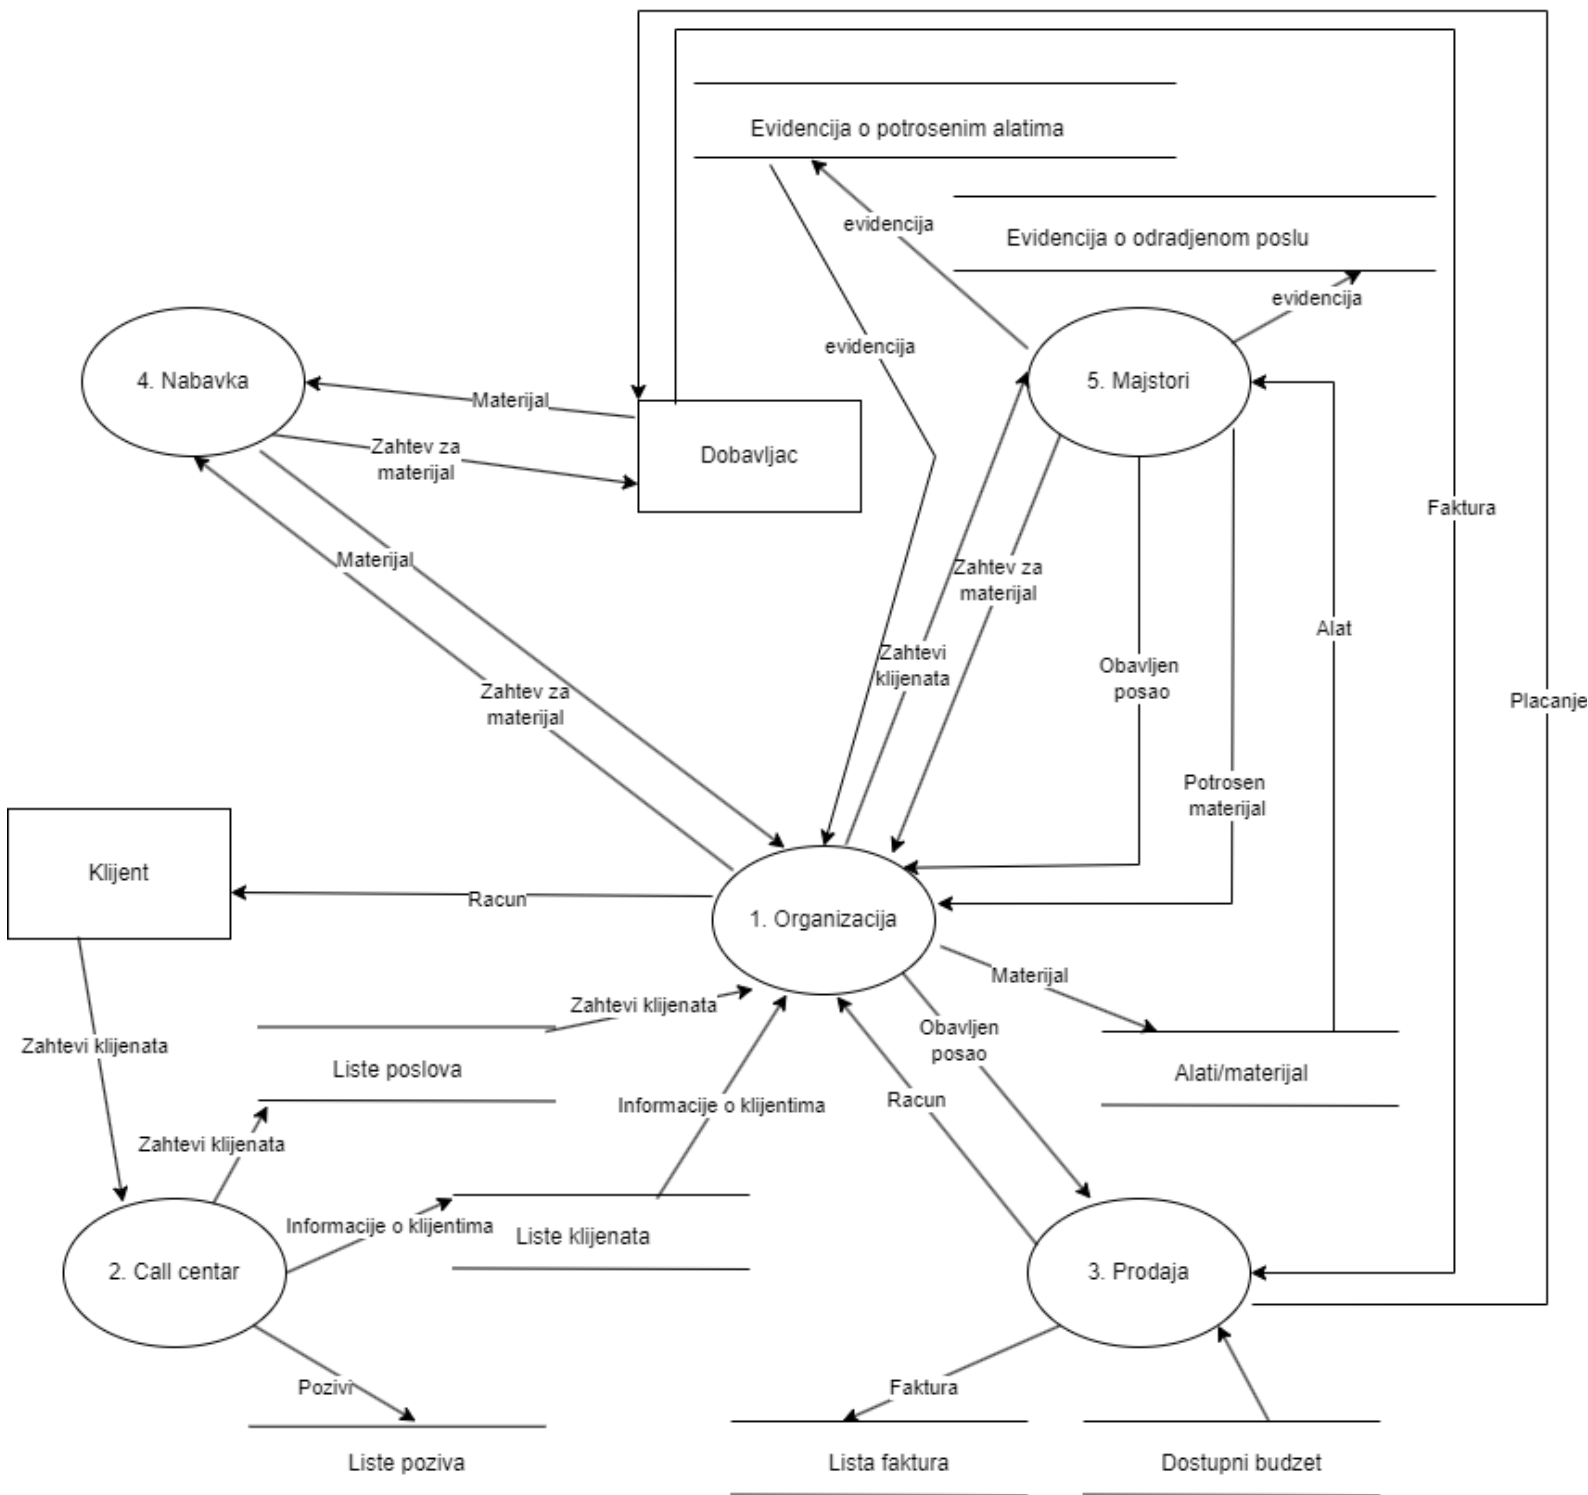 Evidencija o potrosenim alatima
evidencija
Evidencija o odradjenom poslu
evidencija
evidencija
4. Nabavka
5. Majstori
Materijal
Zahtev za
materijal
Dobavljac
Faktura
Materijal
Zahtev za
materijal
Alat
Zahtevi
klijenata
Obavljen
posao
Zahtev za
materijal
Placanje
Potrosen
materijal
Klijent
Racun
1. Organizacija
Materijal
Zahtevi klijenata
Obavljen
posao
Zahtevi klijenata
Liste poslova
Alati/materijal
Informacije o klijentima
Racun
Zahtevi klijenata
Informacije o klijentima
Liste klijenata
2. Call centar
3. Prodaja
Pozivi
Faktura
Liste poziva
Lista faktura
Dostupni budzet